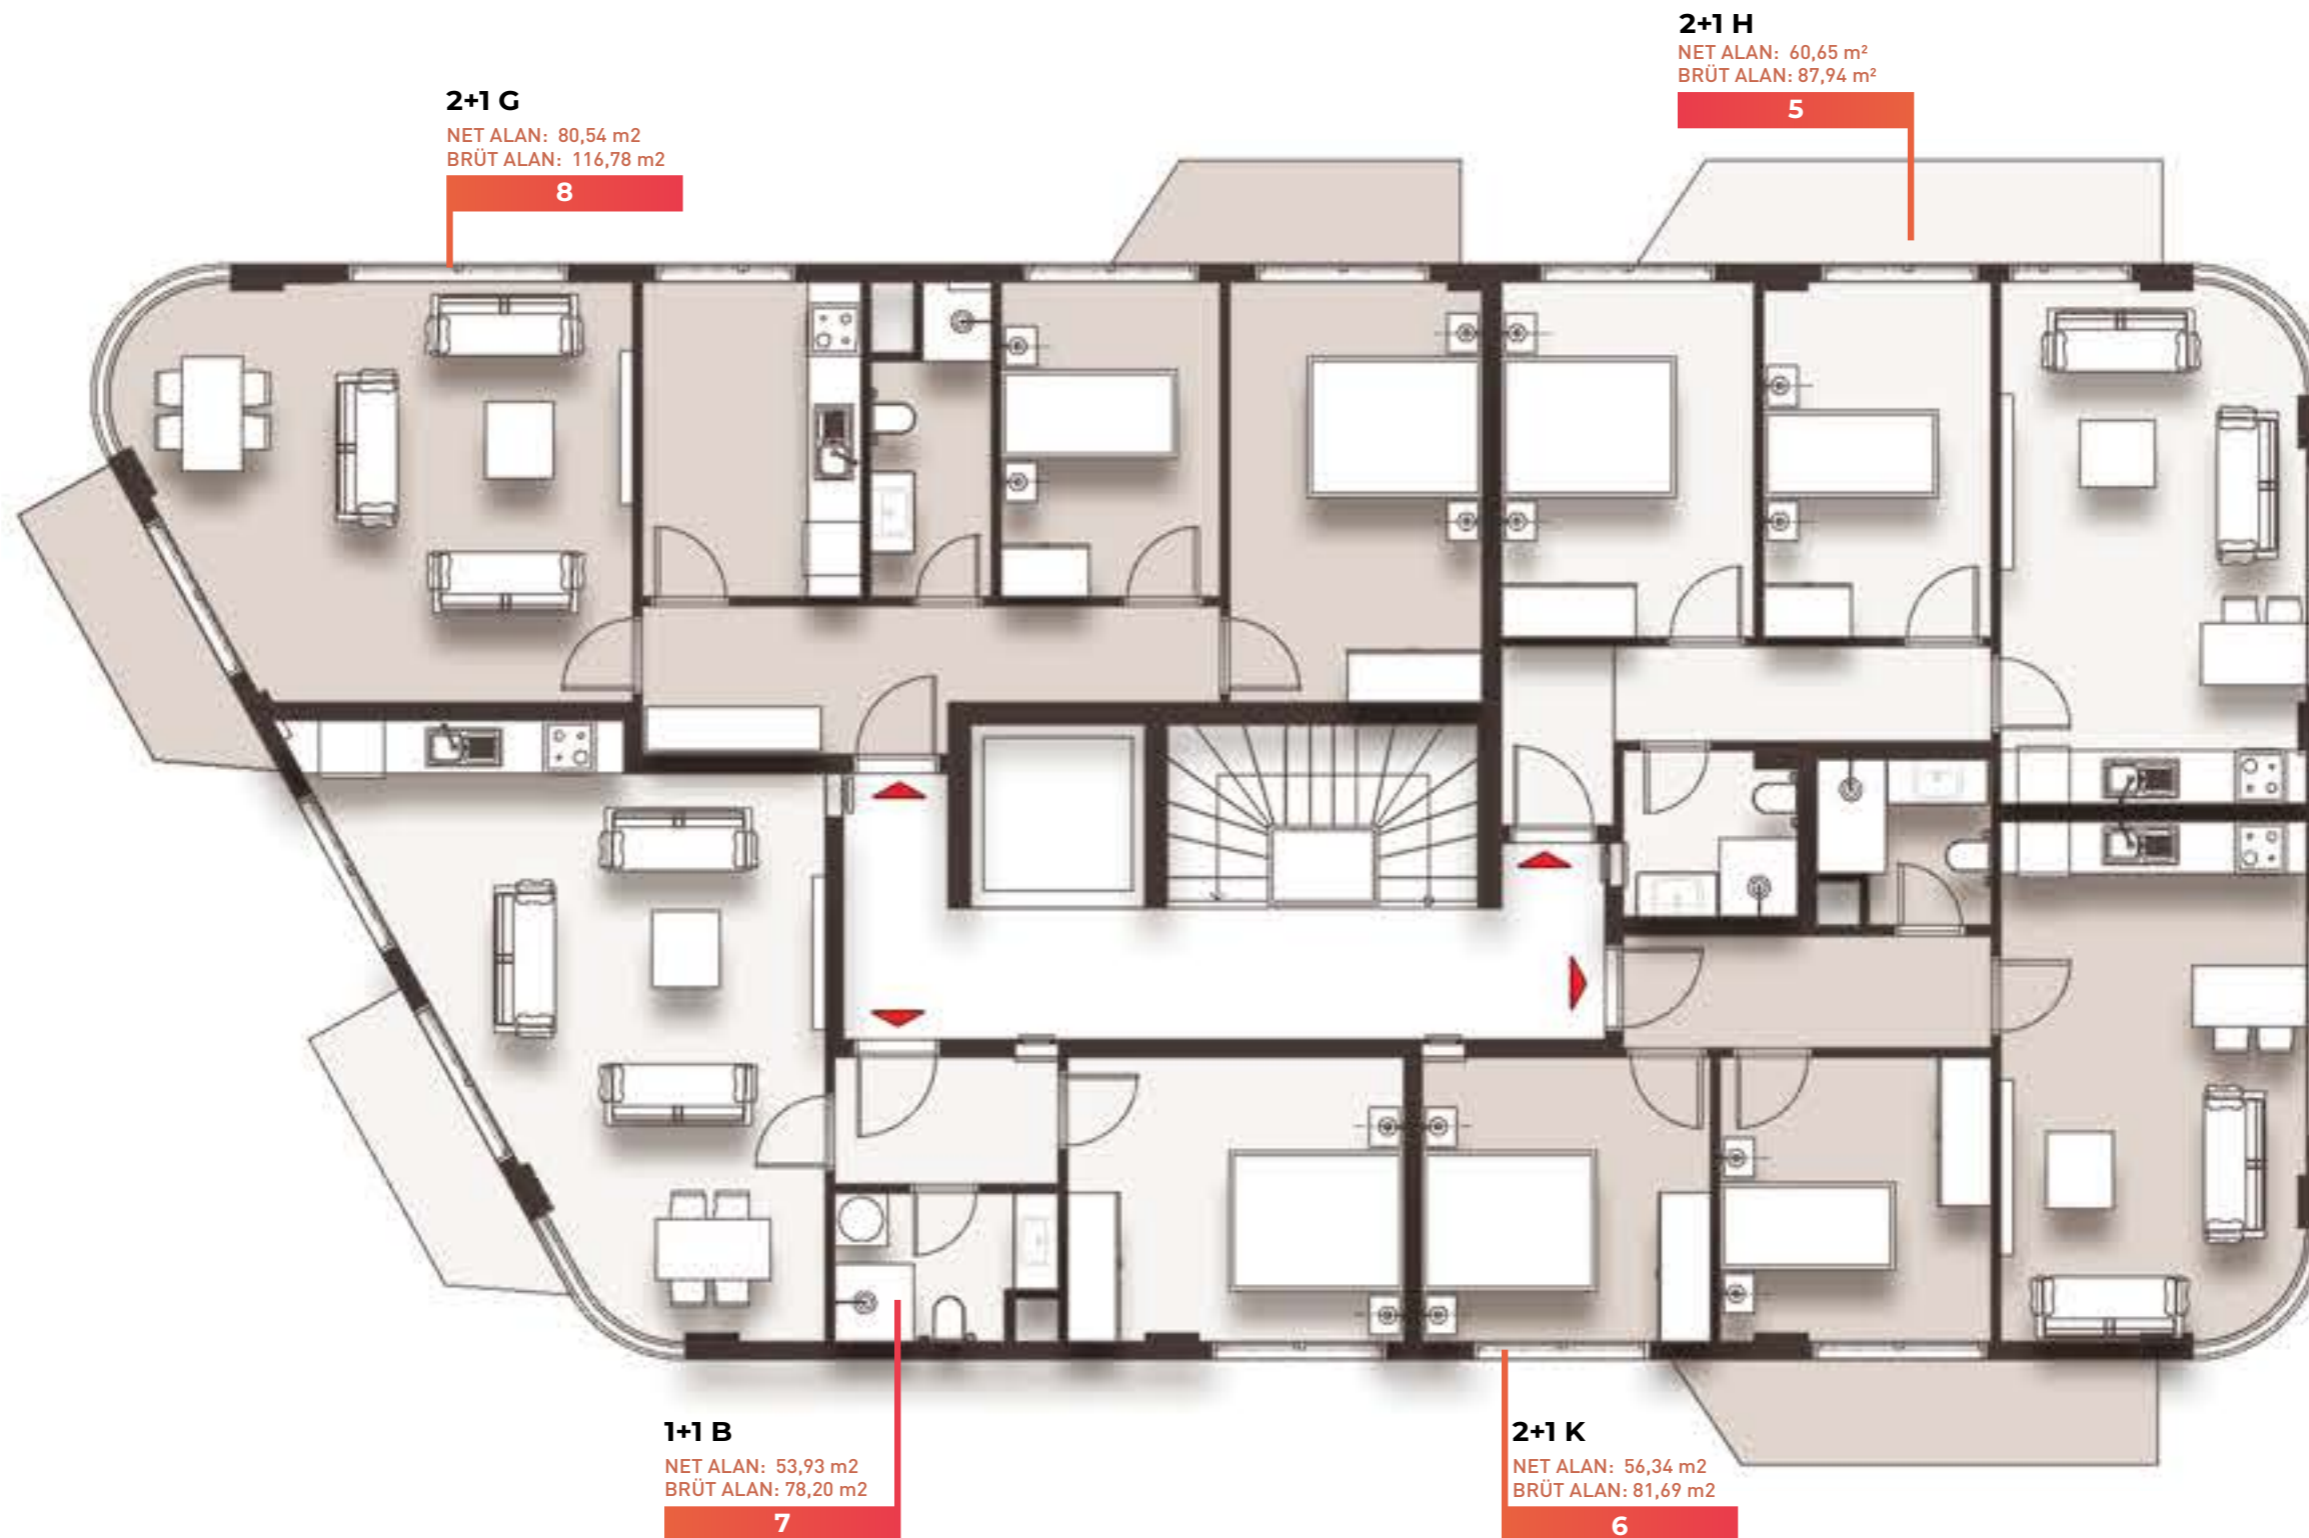 2+1 H
NET ALAN: 60,65 m²
BRÜT ALAN: 87,94 m²
5
2+1 G
NET ALAN: 80,54 m2
BRÜT ALAN: 116,78 m2
8
1+1 B
NET ALAN: 53,93 m2
BRÜT ALAN: 78,20 m2
7
2+1 K
NET ALAN: 56,34 m2
BRÜT ALAN: 81,69 m2
6